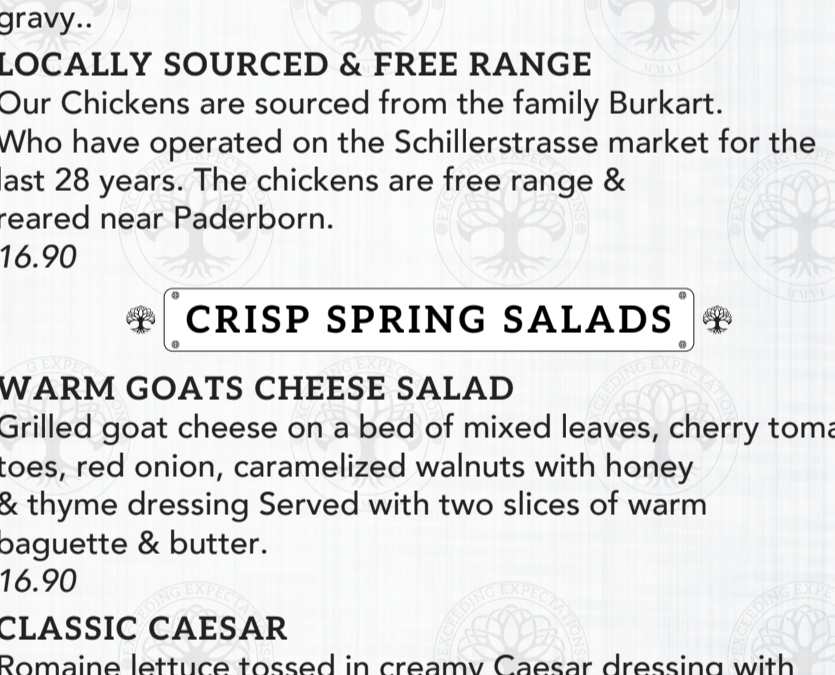 gravy..
LOCALLY SOURCED & FREE RANGE
Our Chickens are sourced from the family Burkart.
Who have operated on the Schillerstrasse market for the
last 28 years. The chickens are free range &
reared near Paderborn.
16.90
CRISP SPRING SALADS
WARM GOATS CHEESE SALAD
Grilled goat cheese on a bed of mixed leaves, cherry toma
toes, red onion, caramelized walnuts with honey
& thyme dressing Served with two slices of warm
baguette & butter.
16.90
CLASSIC CAESAR
Romaine lettuce tossed in creamy Caesar dressing with